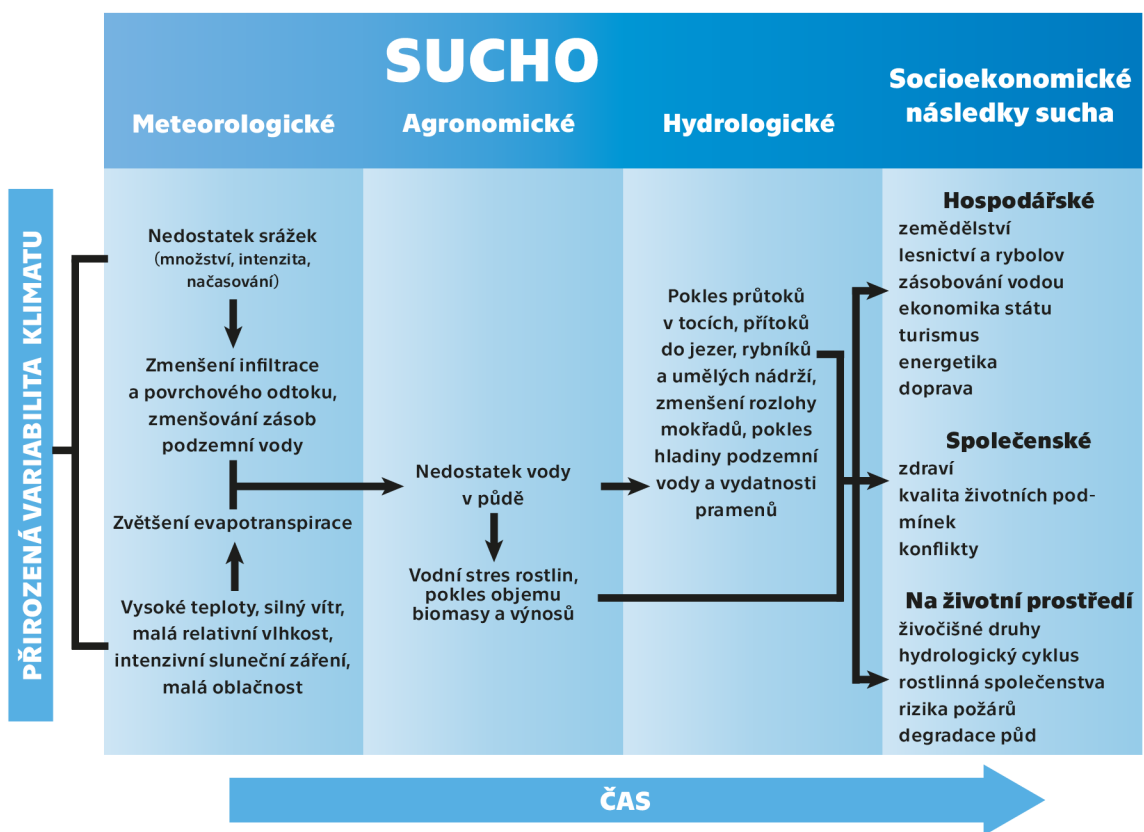 SUCHO
Meteorologické
Agronomické
Hydrologické
Socioekonomické
následky sucha
PŘIROZENÁ VARIABILITA KLIMATU
Nedostatek srážek
(množství, intenzita,
načasování)
Zmenšení infiltrace
a povrchového odtoku,
zmenšování zásob
podzemní vody
Zvětšení evapotranspirace
Vysoké teploty, silný vítr,
malá relativní vlhkost,
intenzivní sluneční záření,
malá oblačnost
Nedostatek vody
v půdě
Vodní stres rostlin,
pokles objemu
biomasy a výnosů
Pokles průtoků
v tocích, přítoků
do jezer, rybníků
a umělých nádrží,
zmenšení rozlohy
mokřadů, pokles
hladiny podzemní
vody a vydatnosti
pramenů
Hospodářské
zemědělství
lesnictví a rybolov
zásobování vodou
ekonomika státu
turismus
energetika
doprava
Společenské
zdraví
kvalita životních pod-
mínek
konflikty
Na životní prostředí
živočišné druhy
hydrologický cyklus
rostlinná společenstva
rizika požárů
degradace půd
ČAS